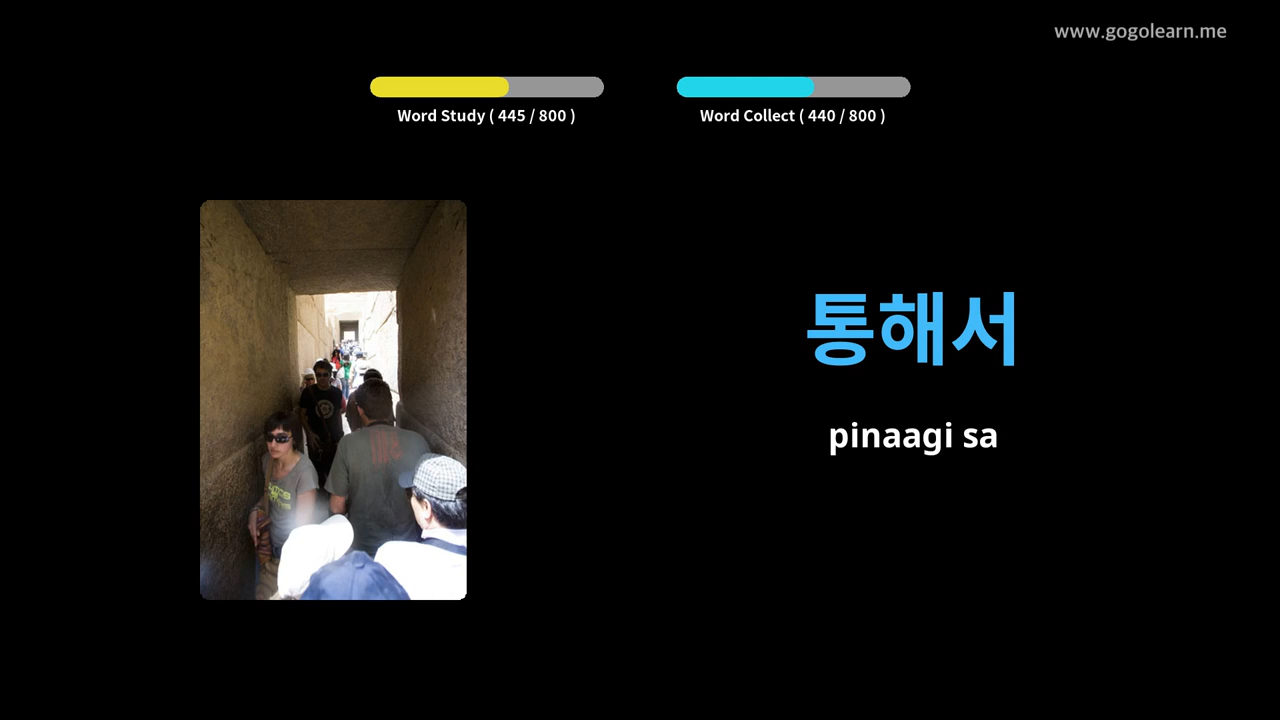 www.gogolearn.me
Word Study ( 445 / 800 )
Word Collect ( 440 / 800 )
통해서
pinaagi sa